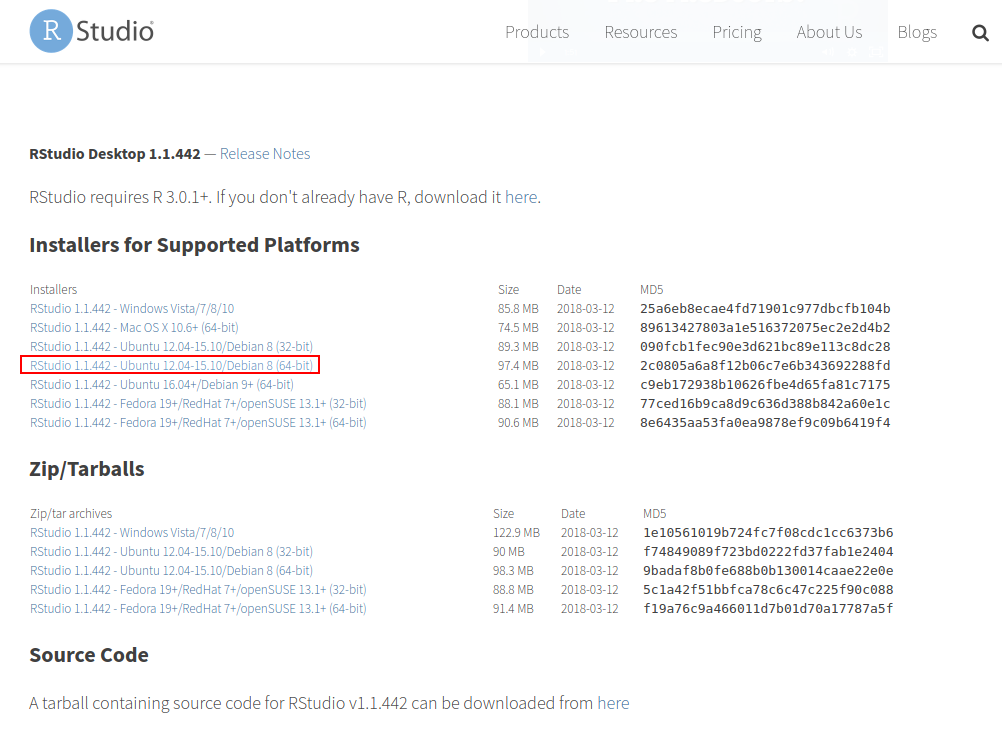 R Studio®
Products Resources Pricing About Us Blogs
RStudio Desktop 1.1.442 — Release Notes
RStudio requires R 3.0.1+. If you don't already have R, download it here.
Installers for Supported Platforms
Installers Size Date MD5
RStudio 1.1.442 - Windows Vista/7/8/10 85.8 MB 2018-03-12 25a6eb8ecae4fd71901c977dbcfb104b
RStudio 1.1.442 - Mac OS X 10.6+ (64-bit) 74.5 MB 2018-03-12 89613427803a1e516372075ec2e2d4b2
RStudio 1.1.442 - Ubuntu 12.04-15.10/Debian 8 (32-bit) 89.3 MB 2018-03-12 090fcb1fec90e3d621bc89e113c8dc28
RStudio 1.1.442 - Ubuntu 12.04-15.10/Debian 8 (64-bit) 97.4 MB 2018-03-12 2c0805a6a8f12b06c7e6b343692288fd
RStudio 1.1.442 - Ubuntu 16.04+/Debian 9+ (64-bit) 65.1 MB 2018-03-12 c9eb172938b10626fbe4d65fa81c7175
RStudio 1.1.442 - Fedora 19+/RedHat 7+/openSUSE 13.1+ (32-bit) 88.1 MB 2018-03-12 77ced16b9ca8d9c636d388b842a60e1c
RStudio 1.1.442 - Fedora 19+/RedHat 7+/openSUSE 13.1+ (64-bit) 90.6 MB 2018-03-12 8e6435aa53fa0ea9878ef9c09b6419f4
Zip/Tarballs
Zip/tar archives Size Date MD5
RStudio 1.1.442 - Windows Vista/7/8/10 122.9 MB 2018-03-12 1e10561019b724fc7f08cdc1cc6373b6
RStudio 1.1.442 - Ubuntu 12.04-15.10/Debian 8 (32-bit) 90 MB 2018-03-12 f74849089f723bd0222fd37fab1e2404
RStudio 1.1.442 - Ubuntu 12.04-15.10/Debian 8 (64-bit) 98.3 MB 2018-03-12 9badaf8b0fe688b0b130014caae22e0e
RStudio 1.1.442 - Fedora 19+/RedHat 7+/openSUSE 13.1+ (32-bit) 88.8 MB 2018-03-12 5c1a42f51bbfca78c6c47c225f90c088
RStudio 1.1.442 - Fedora 19+/RedHat 7+/openSUSE 13.1+ (64-bit) 91.4 MB 2018-03-12 f19a76c9a466011d7b01d70a17787a5f
Source Code
A tarball containing source code for RStudio v1.1.442 can be downloaded from here